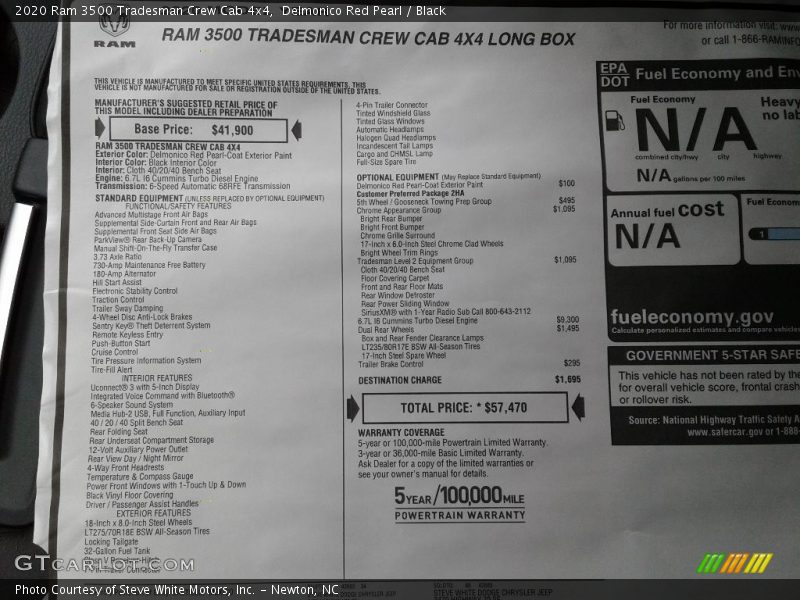 2020 Ram 3500 Tradesman Crew Cab 4x4, Delmonico Red Pearl / Black
RAM
RAM 3500 TRADESMAN CREW CAB 4X4 LONG BOX
For more information visit: www.
or call 1-866-RAMINFO
THIS VEHICLE IS MANUFACTURED TO MEET SPECIFIC UNITED STATES REQUIREMENTS. THIS
VEHICLE IS NOT MANUFACTURED FOR SALE OR REGISTRATION OUTSIDE OF THE UNITED STATES.
MANUFACTURER'S SUGGESTED RETAIL PRICE OF
THIS MODEL INCLUDING DEALER PREPARATION
Base Price: $41,900
RAM 3500 TRADESMAN CREW CAB 4X4
Exterior Color: Delmonico Red Pearl-Coat Exterior Paint
Interior Color: Black Interior Color
Interior: Cloth 40/20/40 Bench Seat
Engine: 6.7L I6 Cummins Turbo Diesel Engine
Transmission: 6-Speed Automatic 68RFE Transmission
STANDARD EQUIPMENT (UNLESS REPLACED BY OPTIONAL EQUIPMENT)
FUNCTIONAL/SAFETY FEATURES
Advanced Multistage Front Air Bags
Supplemental Side-Curtain Front and Rear Air Bags
Supplemental Front Seat Side Air Bags
ParkView® Rear Back-Up Camera
Manual Shift-On-The-Fly Transfer Case
3.73 Axle Ratio
730-Amp Maintenance Free Battery
180-Amp Alternator
Hill Start Assist
Electronic Stability Control
Traction Control
Trailer Sway Damping
4-Wheel Disc Anti-Lock Brakes
Sentry Key® Theft Deterrent System
Remote Keyless Entry
Push-Button Start
Cruise Control
Tire Pressure Information System
Tire-Fill Alert
INTERIOR FEATURES
Uconnect® 3 with 5-Inch Display
Integrated Voice Command with Bluetooth®
6-Speaker Sound System
Media Hub-2 USB, Full Function, Auxiliary Input
40 / 20 / 40 Split Bench Seat
Rear Folding Seat
Rear Underseat Compartment Storage
12-Volt Auxiliary Power Outlet
Rear View Day / Night Mirror
4-Way Front Headrests
Temperature & Compass Gauge
Power Front Windows with 1-Touch Up & Down
Black Vinyl Floor Covering
Driver / Passenger Assist Handles
EXTERIOR FEATURES
18-Inch x 8.0-Inch Steel Wheels
LT275/70R18E BSW All-Season Tires
Locking Tailgate
32-Gallon Fuel Tank
4-Pin Trailer Connector
Tinted Windshield Glass
Tinted Glass Windows
Automatic Headlamps
Halogen Quad Headlamps
Incandescent Tail Lamps
Cargo and CHMSL Lamp
Full-Size Spare Tire
OPTIONAL EQUIPMENT (May Replace Standard Equipment)
Delmonico Red Pearl-Coat Exterior Paint $100
Customer Preferred Package 2HA
5th Wheel / Gooseneck Towing Prep Group $495
Chrome Appearance Group $1,095
Bright Rear Bumper
Bright Front Bumper
Chrome Grille Surround
17-Inch x 6.0-Inch Steel Chrome Clad Wheels
Bright Wheel Trim Rings
Tradesman Level 2 Equipment Group $1,095
Cloth 40/20/40 Bench Seat
Floor Covering Carpet
Front and Rear Floor Mats
Rear Window Defroster
Rear Power Sliding Window
SiriusXM® with 1-Year Radio Sub Call 800-643-2112
6.7L I6 Cummins Turbo Diesel Engine $9,300
Dual Rear Wheels $1,495
Box and Rear Fender Clearance Lamps
LT235/80R17E BSW All-Season Tires
17-Inch Steel Spare Wheel
Trailer Brake Control $295
DESTINATION CHARGE $1,695
TOTAL PRICE: * $57,470
WARRANTY COVERAGE
5-year or 100,000-mile Powertrain Limited Warranty.
3-year or 36,000-mile Basic Limited Warranty.
Ask Dealer for a copy of the limited warranties or
see your owner's manual for details.
5YEAR/100,000MILE
POWERTRAIN WARRANTY
EPA
DOT
Fuel Economy and Env
Fuel Economy
N/A
combined city/hwy city highway
N/A gallons per 100 miles
Heavy
no lab
Annual fuel cost
N/A
Fuel Econom
1
fueleconomy.gov
Calculate personalized estimates and compare vehicles
GOVERNMENT 5-STAR SAFE
This vehicle has not been rated by the
for overall vehicle score, frontal crash
or rollover risk.
Source: National Highway Traffic Safety A
www.safercar.gov or 1-888-
STEVE WHITE DODGE CHRYSLER JEEP
GTcarlot.com
Photo Courtesy of Steve White Motors, Inc. – Newton, NC